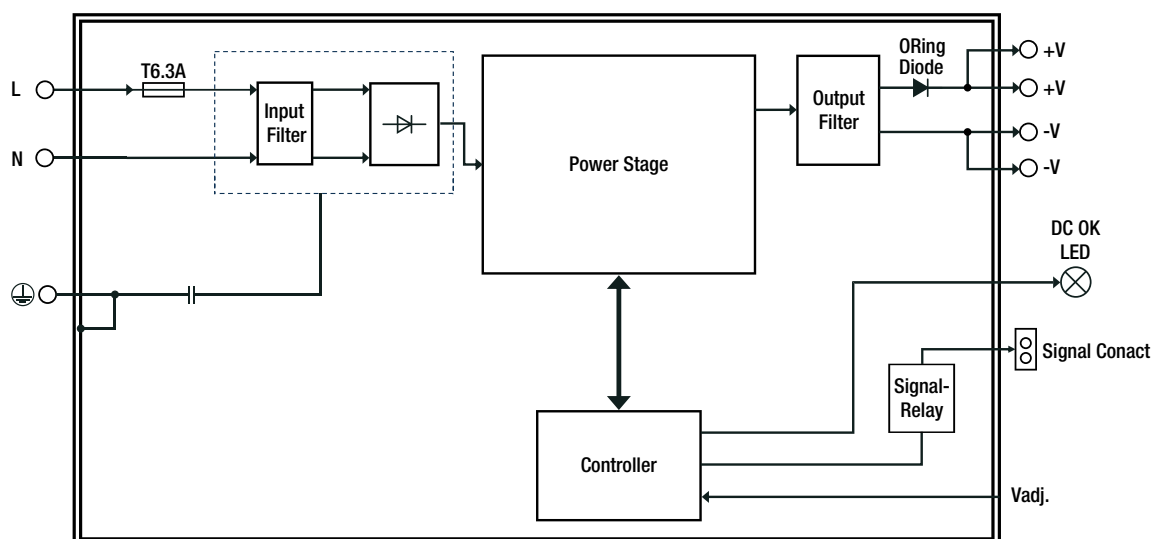 T6.3A
L
N
Input
Filter
Power Stage
Output
Filter
ORing
Diode
+V
+V
-V
-V
DC OK
LED
Signal Conact
Signal-
Relay
Controller
Vadj.